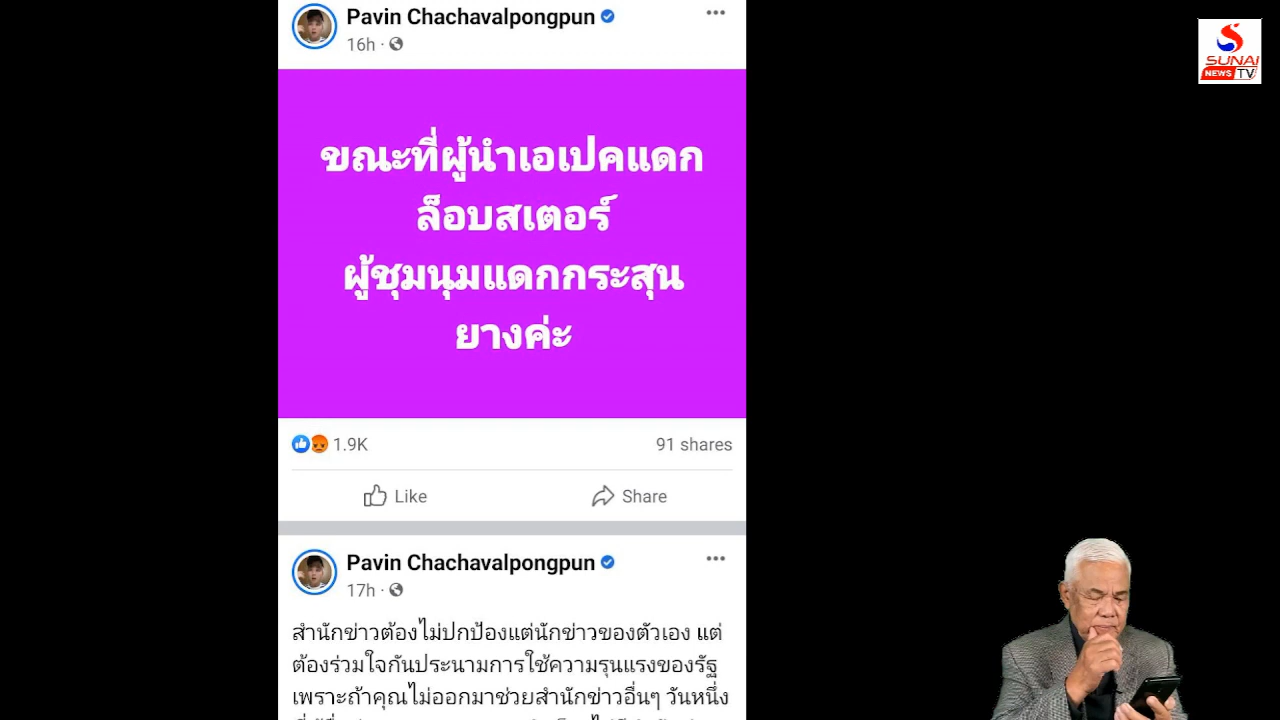 Pavin Chachavalpongpun
16h
ขณะที่ผู้นำเอเปคแดก
ล็อบสเตอร์
ผู้ชุมนุมแดกกระสุน
ยางค่ะ
1.9K 91 shares
Like Share
Pavin Chachavalpongpun
17h
สำนักข่าวต้องไม่ปกป้องแต่นักข่าวของตัวเอง แต่
ต้องร่วมใจกันประนามการใช้ความรุนแรงของรัฐ
เพราะถ้าคุณไม่ออกมาช่วยสำนักข่าวอื่นๆ วันหนึ่ง
SUNAI
NEWS TV